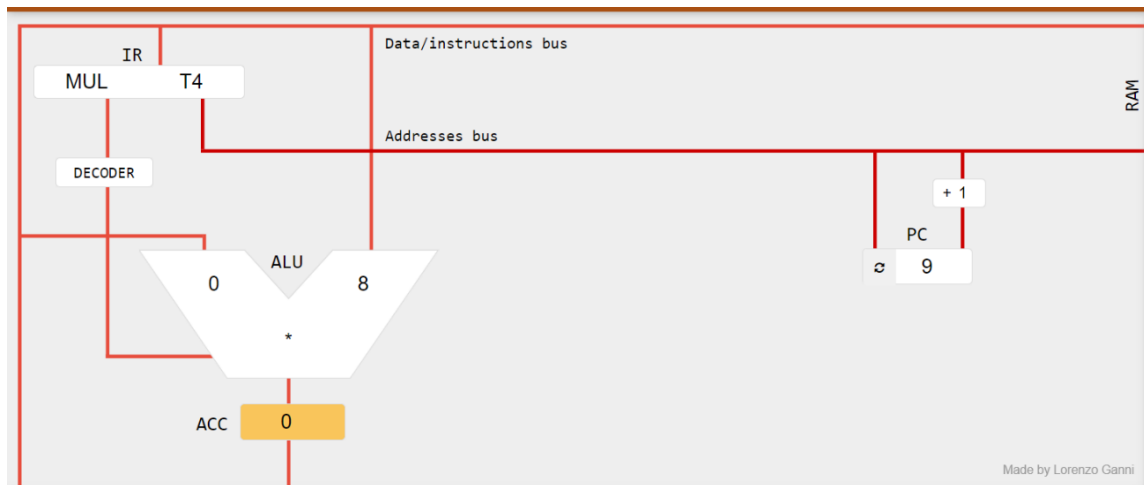 Data/instructions bus
IR
MUL T4
RAM
Addresses bus
DECODER
+ 1
PC
9
ALU
0 8
*
ACC 0
Made by Lorenzo Ganni